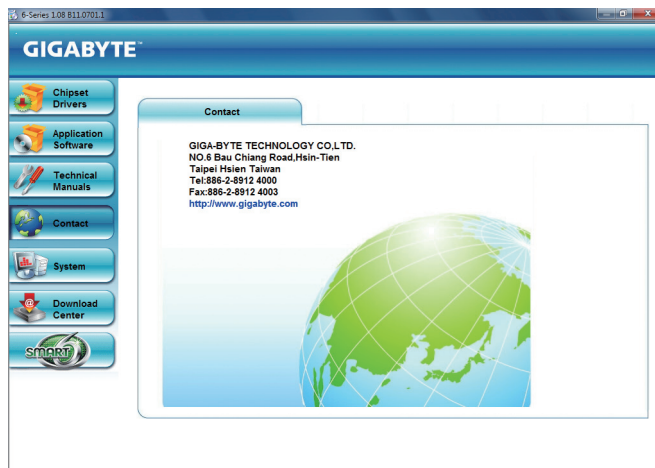 6-Series 1.08 B11.0701.1
GIGABYTE™
Chipset
Drivers
Application
Software
Technical
Manuals
Contact
System
@
Download
Center
SMART6
Contact
GIGA-BYTE TECHNOLOGY CO,LTD.
NO.6 Bau Chiang Road,Hsin-Tien
Taipei Hsien Taiwan
Tel:886-2-8912 4000
Fax:886-2-8912 4003
http://www.gigabyte.com